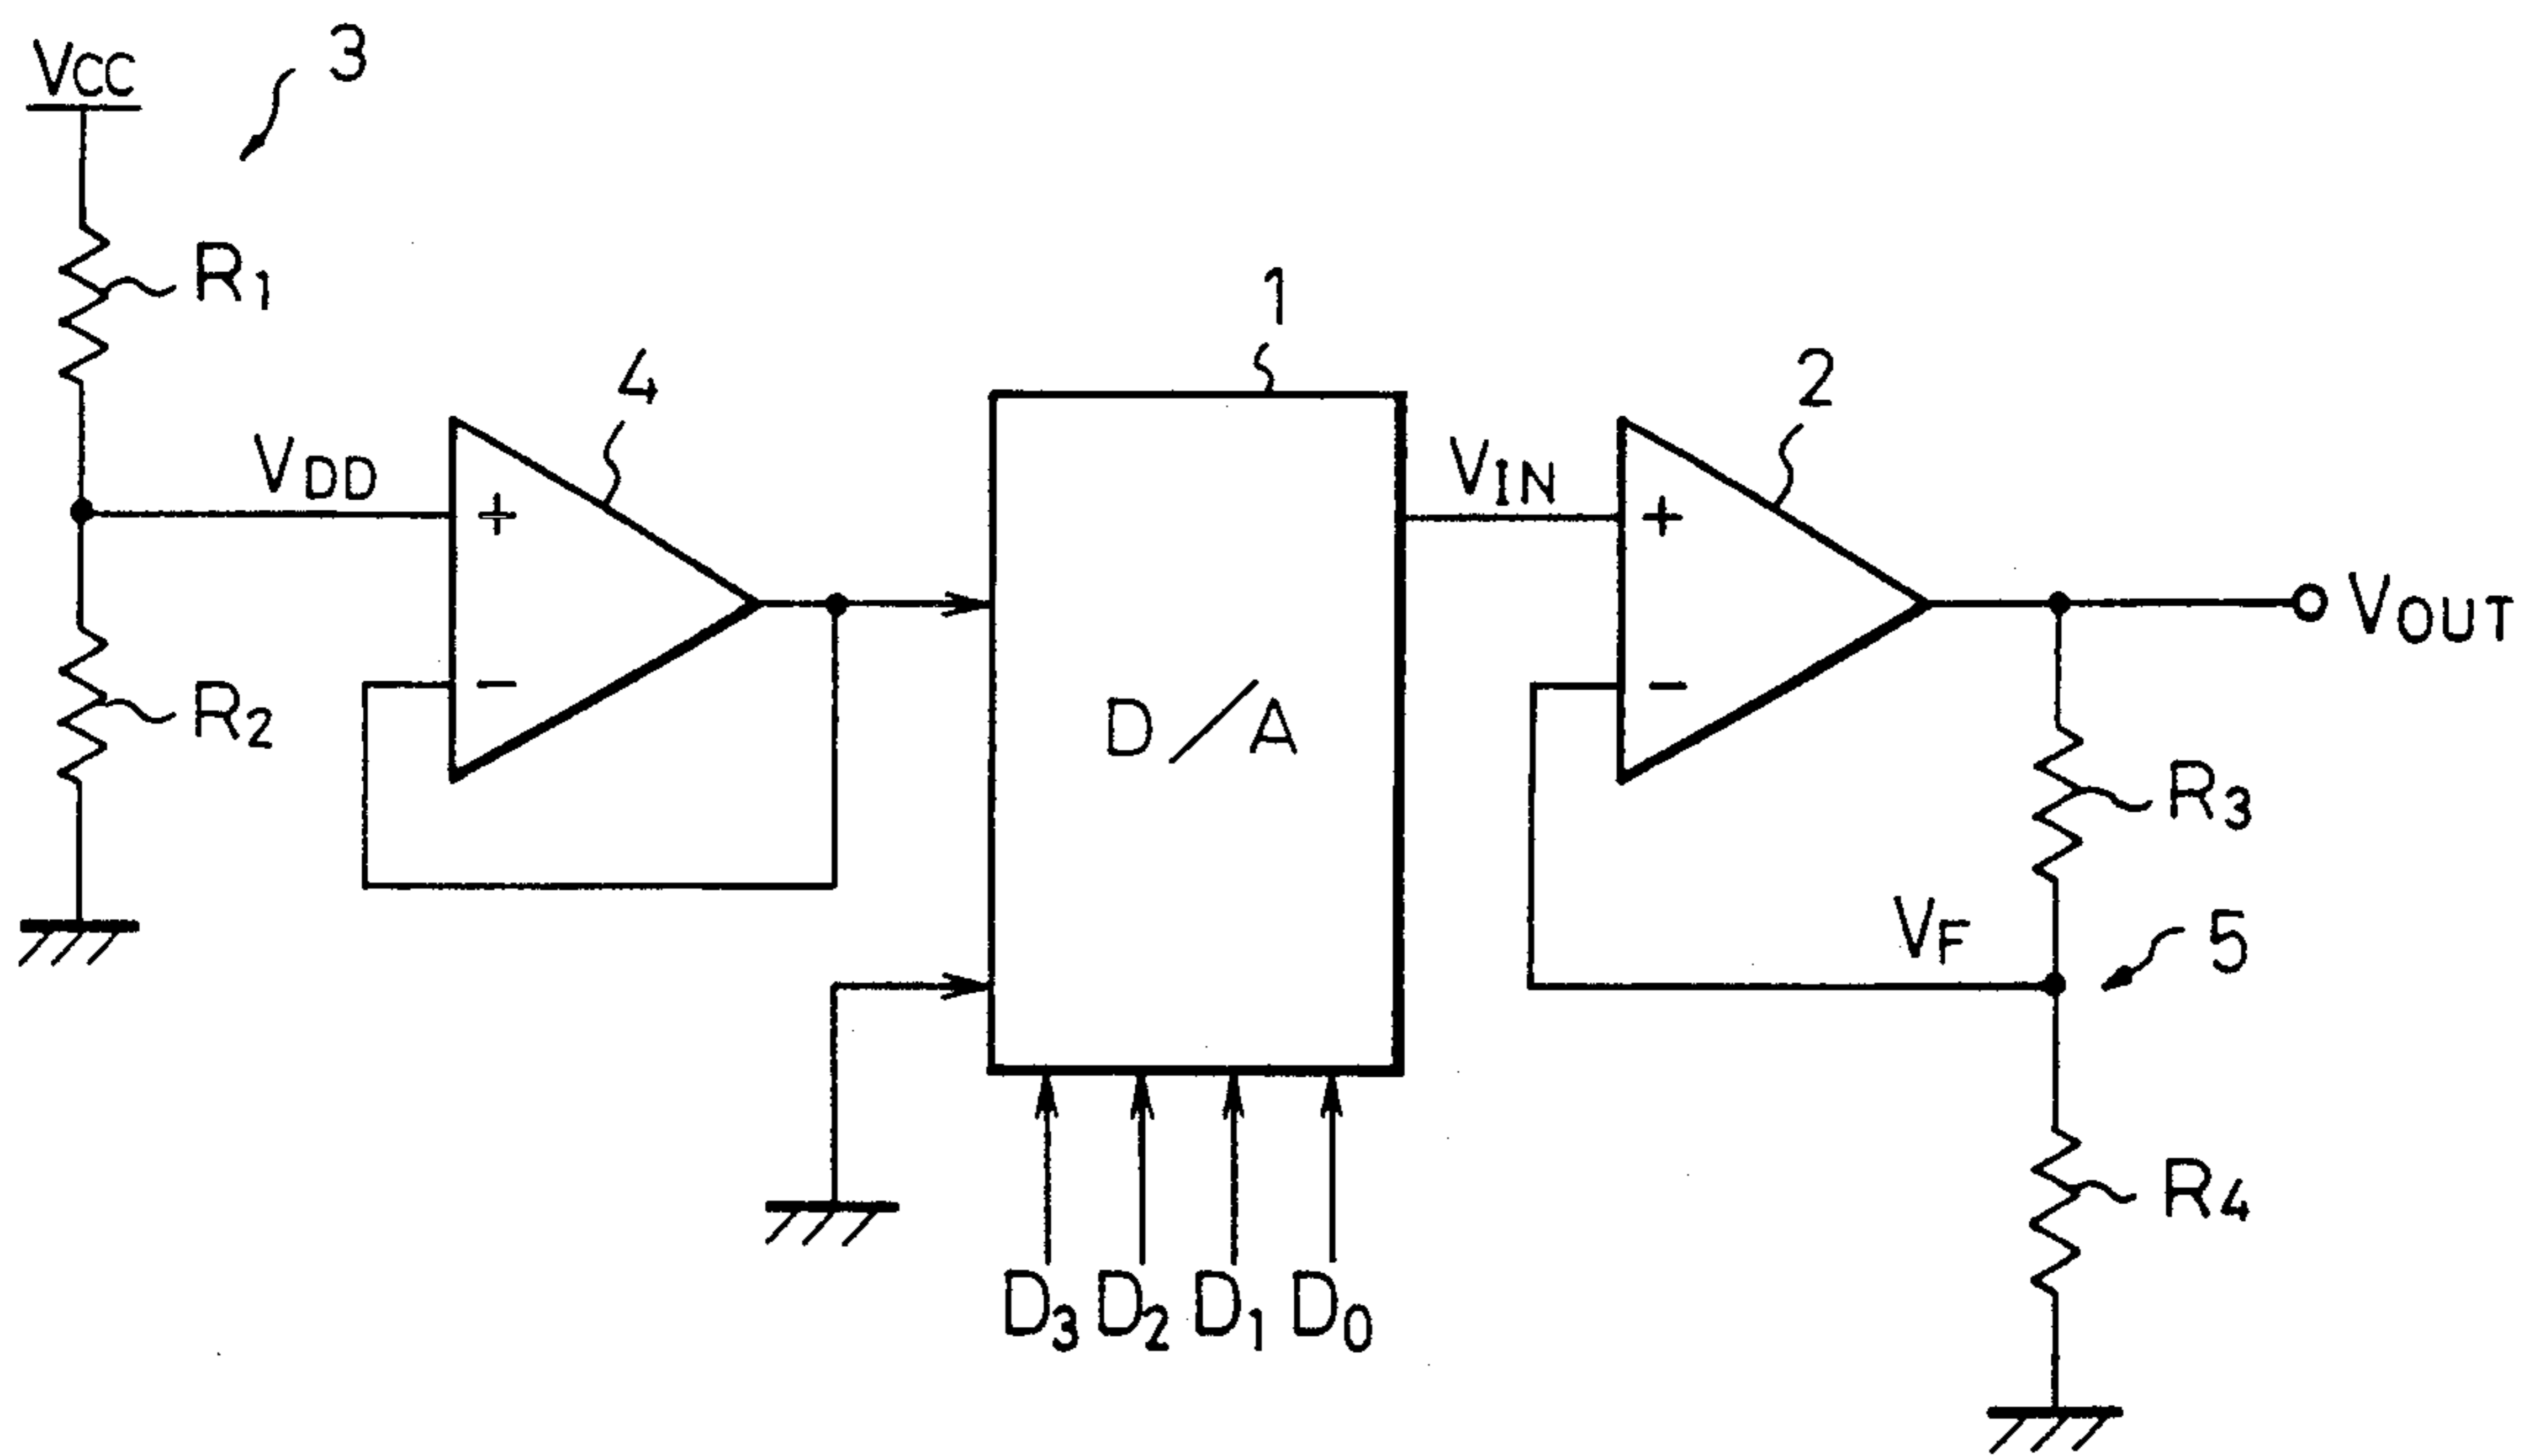 VCC
3
R1
1
4
2
VDD
VIN
+
+
VOUT
-
-
D/A
R2
R3
VF
5
R4
D3 D2 D1 D0